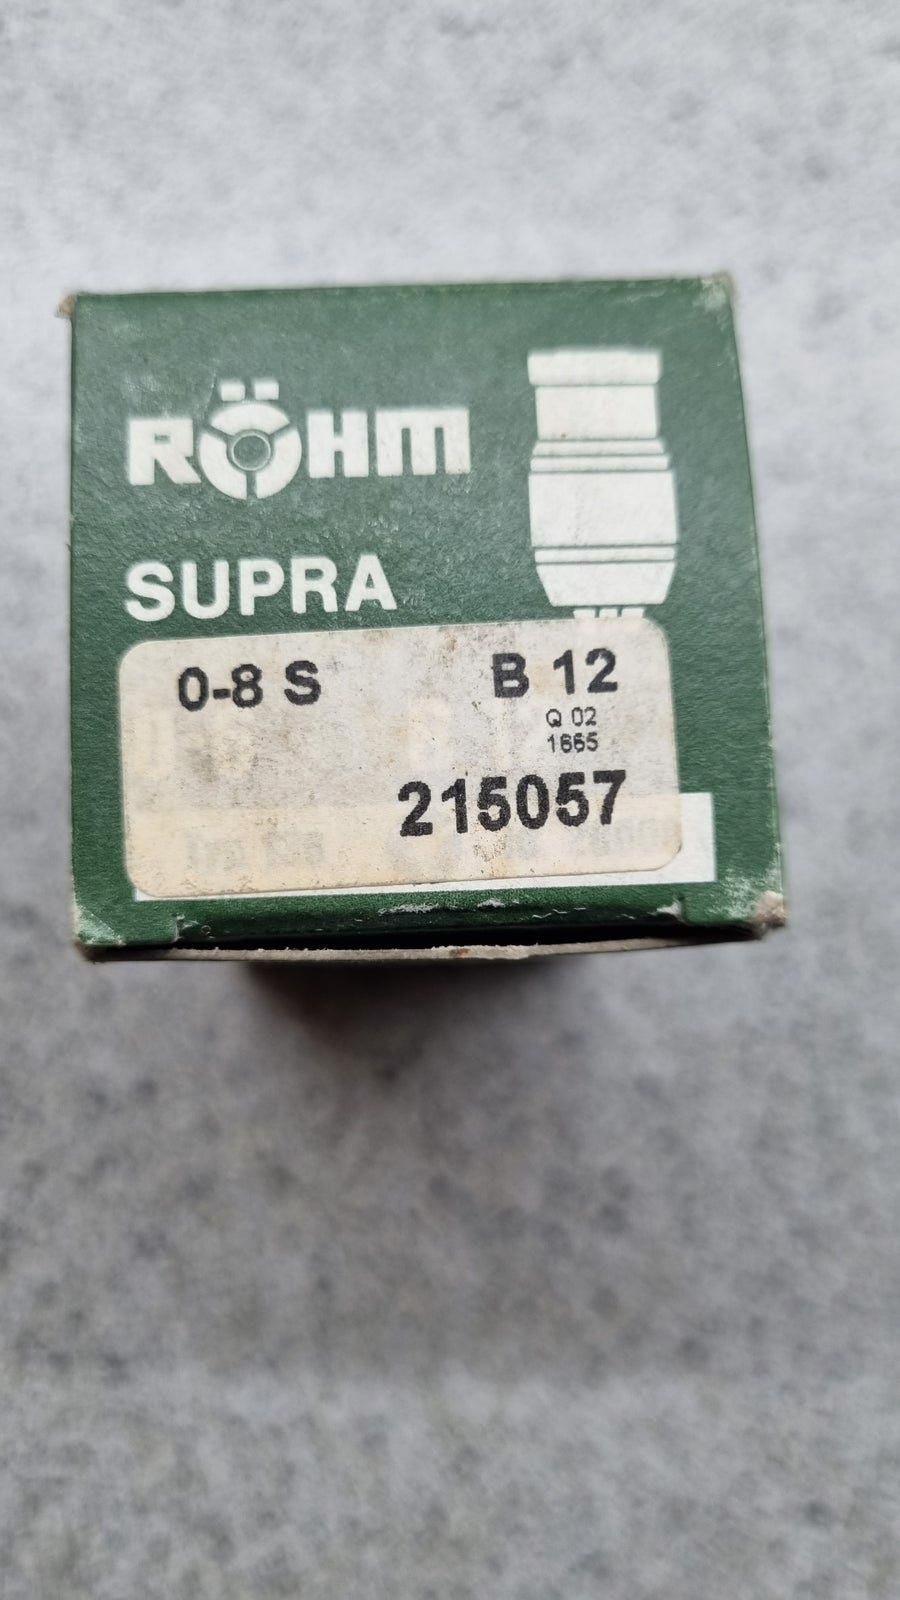 RÖHM
SUPRA
0-8 S B 12
Q 02
1665
215057